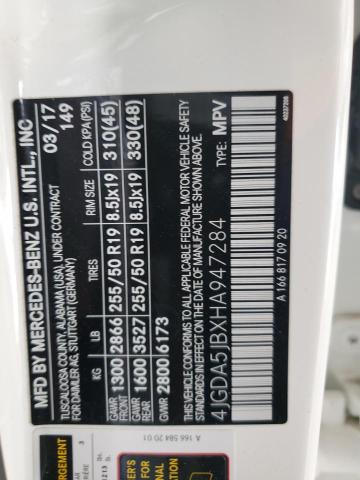 MFD BY MERCEDES-BENZ U.S. INTL., INC
TUSCALOOSA COUNTY, ALABAMA (USA), UNDER CONTRACT
FOR DAIMLER AG, STUTTGART (GERMANY)
03/17
149
KG LB TIRES RIM SIZE COLD KPA (PSI)
GAWR FRONT 1300 2866 255/50 R19 8.5Jx19 310(45)
GAWR REAR 1600 3527 255/50 R19 8.5Jx19 330(48)
GVWR 2800 6173
THIS VEHICLE CONFORMS TO ALL APPLICABLE FEDERAL MOTOR VEHICLE SAFETY
STANDARDS IN EFFECT ON THE DATE OF MANUFACTURE SHOWN ABOVE.
4JGDA5JBXHA947284 TYPE: MPV
A 166 817 09 20
40237208
A 166 584 20 01
3